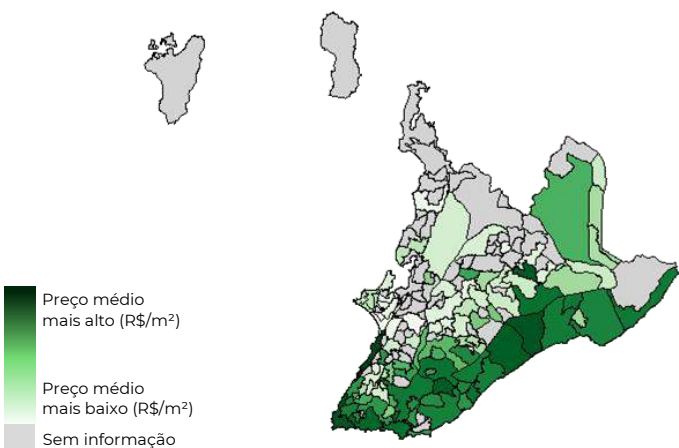 Preço médio
mais alto (R$/m²)
Preço médio
mais baixo (R$/m²)
Sem informação